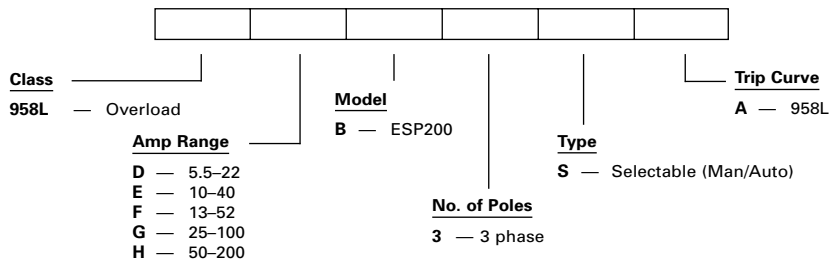 Class
958L — Overload
Amp Range
D — 5.5–22
E — 10–40
F — 13–52
G — 25–100
H — 50–200
Model
B — ESP200
No. of Poles
3 — 3 phase
Type
S — Selectable (Man/Auto)
Trip Curve
A — 958L